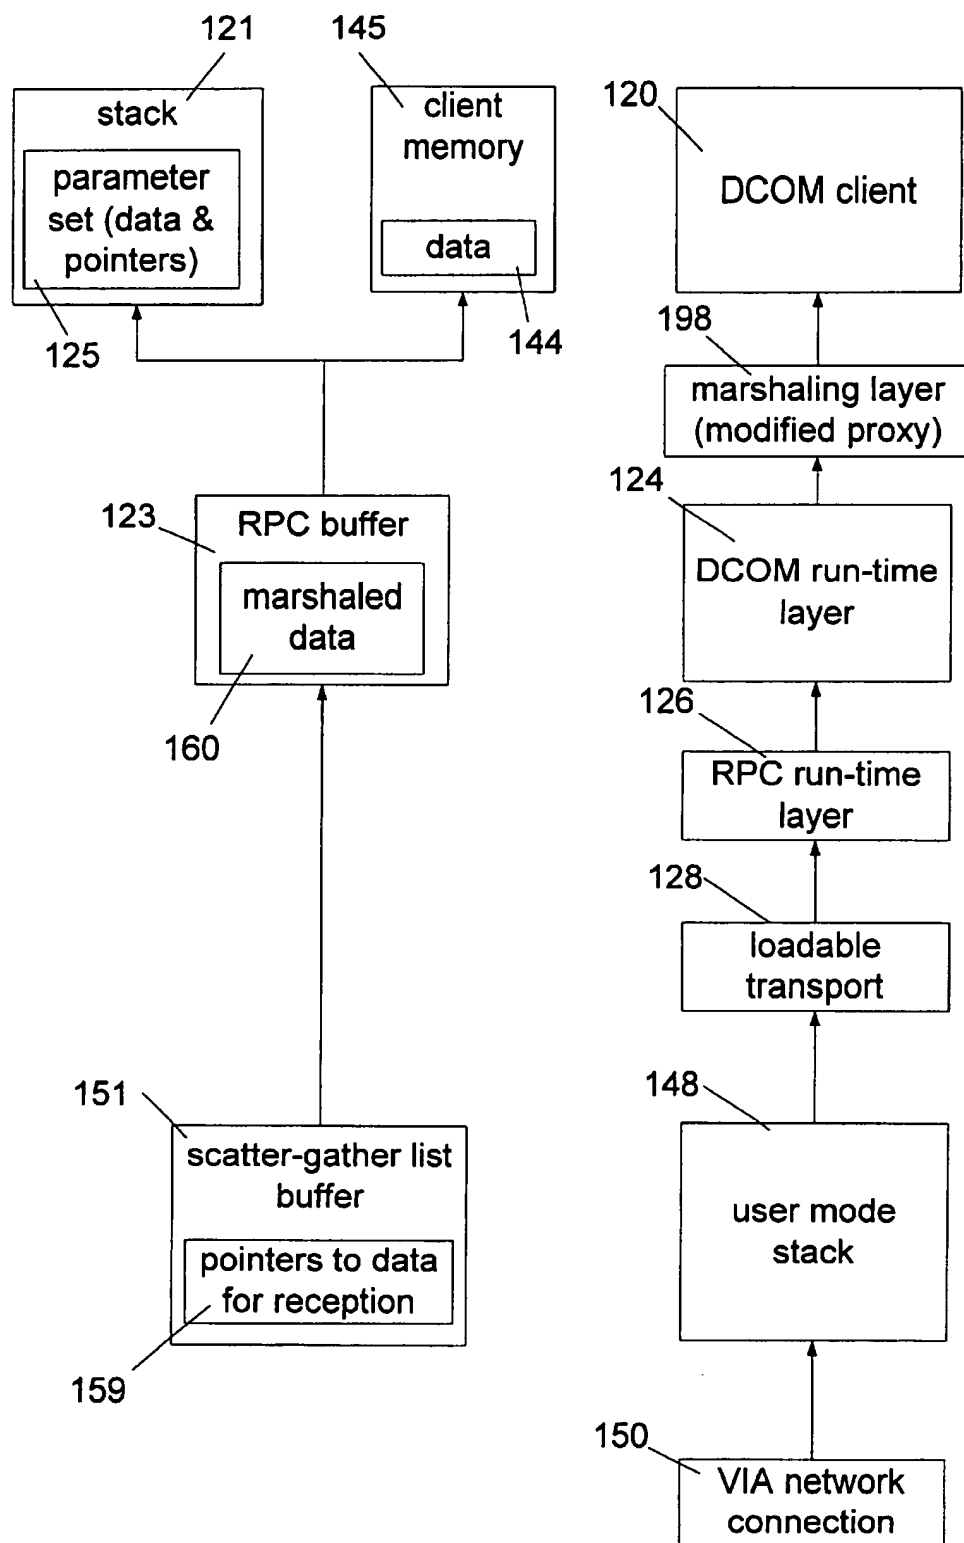 121
145
stack
client
memory
120
parameter
set (data &
pointers)
data
DCOM client
125
144
198
marshaling layer
(modified proxy)
124
123
RPC buffer
marshaled
data
DCOM run-time
layer
160
126
RPC run-time
layer
128
loadable
transport
151
148
scatter-gather list
buffer
user mode
stack
pointers to data
for reception
159
150
VIA network
connection